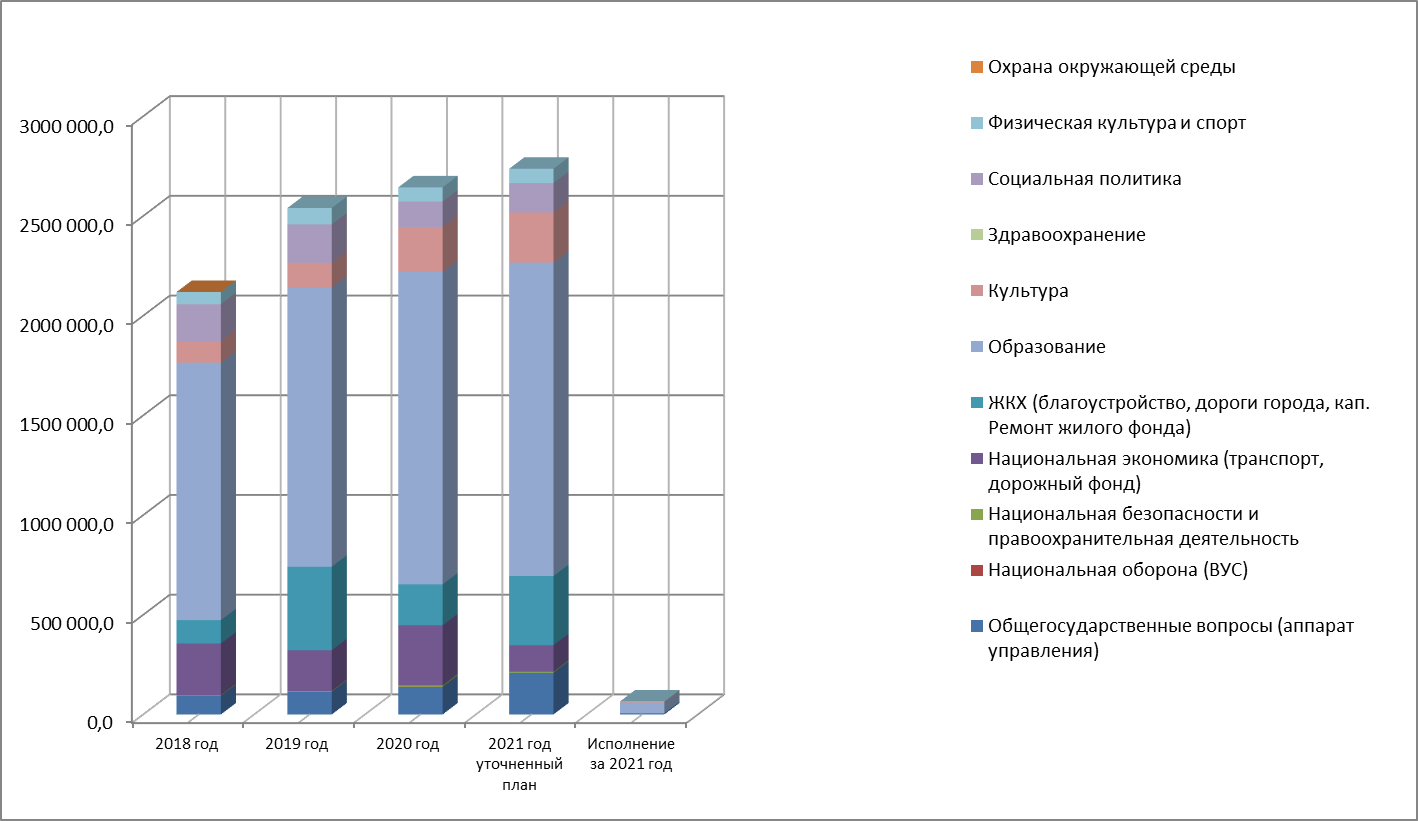 3000 000,0
2500 000,0
2000 000,0
1500 000,0
1000 000,0
500 000,0
0,0
2018 год
2019 год
2020 год
2021 год
уточненный
план
Исполнение
за 2021 год
Охрана окружающей среды
Физическая культура и спорт
Социальная политика
Здравоохранение
Культура
Образование
ЖКХ (благоустройство, дороги города, кап.
Ремонт жилого фонда)
Национальная экономика (транспорт,
дорожный фонд)
Национальная безопасности и
правоохранительная деятельность
Национальная оборона (ВУС)
Общегосударственные вопросы (аппарат
управления)